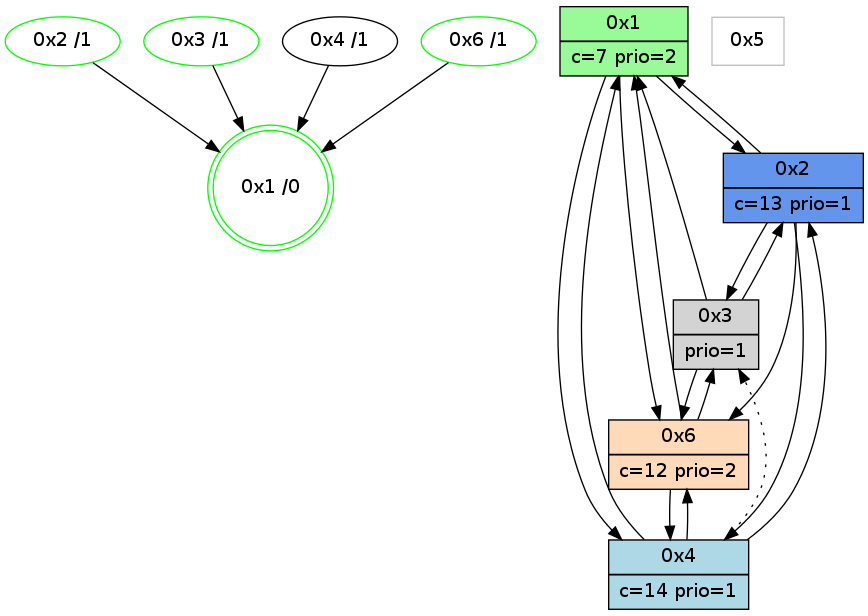 0x2 /1
0x3 /1
0x4 /1
0x6 /1
0x1 /0
0x1
c=7 prio=2
0x5
0x2
c=13 prio=1
0x3
prio=1
0x6
c=12 prio=2
0x4
c=14 prio=1